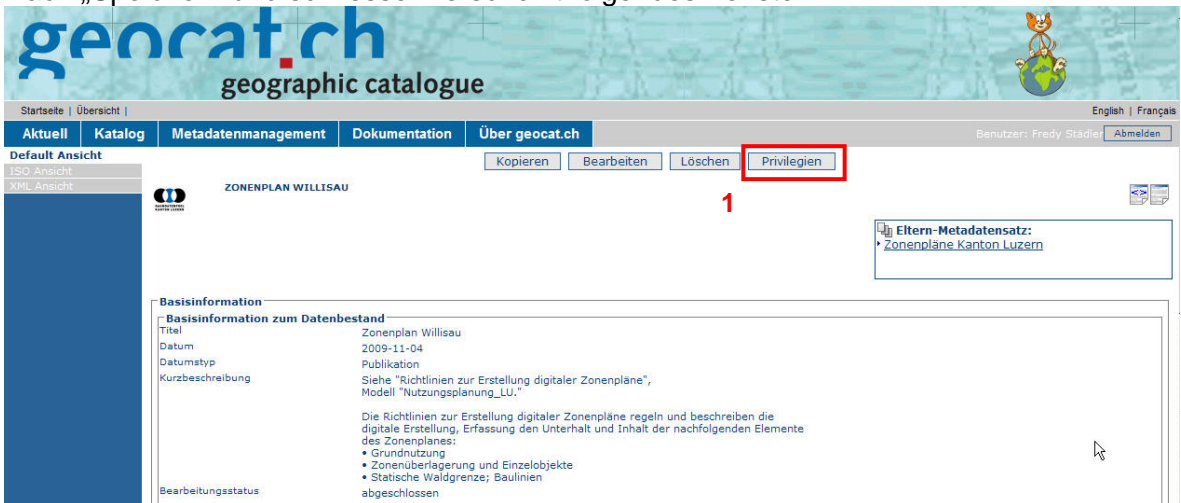 geocat.ch
geographic catalogue
Startseite | Übersicht |
English | Français
Aktuell Katalog Metadatenmanagement Dokumentation Über geocat.ch
Benutzer: Fredy Städler Abmelden
Default Ansicht
ISO Ansicht
XML Ansicht
Kopieren Bearbeiten Löschen Privilegien
1
ZONENPLAN WILLISAU
Eltern-Metadatensatz:
Zonenpläne Kanton Luzern
Basisinformation
Basisinformation zum Datenbestand
Titel Zonenplan Willisau
Datum 2009-11-04
Datumstyp Publikation
Kurzbeschreibung Siehe "Richtlinien zur Erstellung digitaler Zonenpläne",
Modell "Nutzungsplanung_LU."
Die Richtlinien zur Erstellung digitaler Zonenpläne regeln und beschreiben die
digitale Erstellung, Erfassung den Unterhalt und Inhalt der nachfolgenden Elemente
des Zonenplanes:
• Grundnutzung
• Zonenüberlagerung und Einzelobjekte
• Statische Waldgrenze; Baulinien
Bearbeitungsstatus abgeschlossen